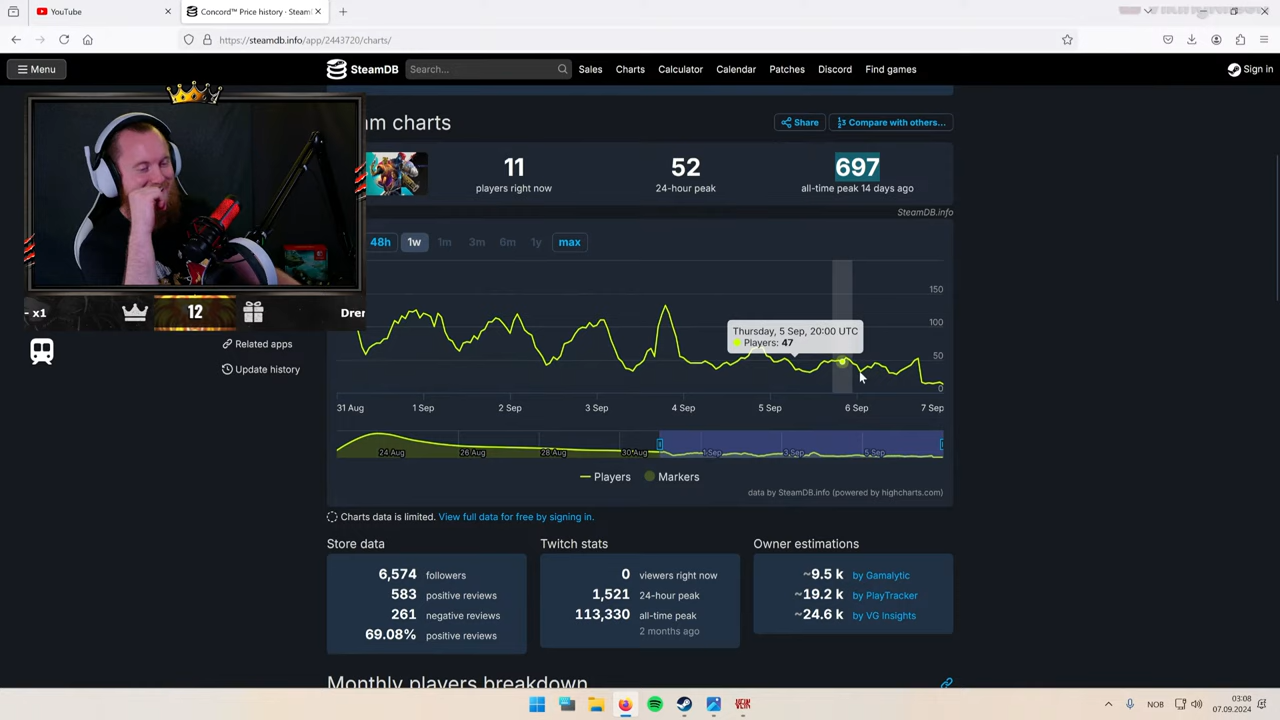 YouTube
Concord™ Price history · Steam
https://steamdb.info/app/2443720/charts/
Menu
SteamDB
Search...
Sales
Charts
Calculator
Calendar
Patches
Discord
Find games
Sign in
am charts
Share
Compare with others...
11
players right now
52
24-hour peak
697
all-time peak 14 days ago
SteamDB.info
48h
1w
1m
3m
6m
1y
max
150
100
50
0
Thursday, 5 Sep, 20:00 UTC
Players: 47
- x1
12
Drer
Related apps
Update history
31 Aug
1 Sep
2 Sep
3 Sep
4 Sep
5 Sep
6 Sep
7 Sep
24 Aug
26 Aug
28 Aug
30 Aug
1 Sep
3 Sep
5 Sep
Players
Markers
data by SteamDB.info (powered by highcharts.com)
Charts data is limited. View full data for free by signing in.
Store data
6,574 followers
583 positive reviews
261 negative reviews
69.08% positive reviews
Twitch stats
0 viewers right now
1,521 24-hour peak
113,330 all-time peak
2 months ago
Owner estimations
~9.5 k by Gamalytic
~19.2 k by PlayTracker
~24.6 k by VG Insights
Monthly players breakdown
NOB
03:08
07.09.2024